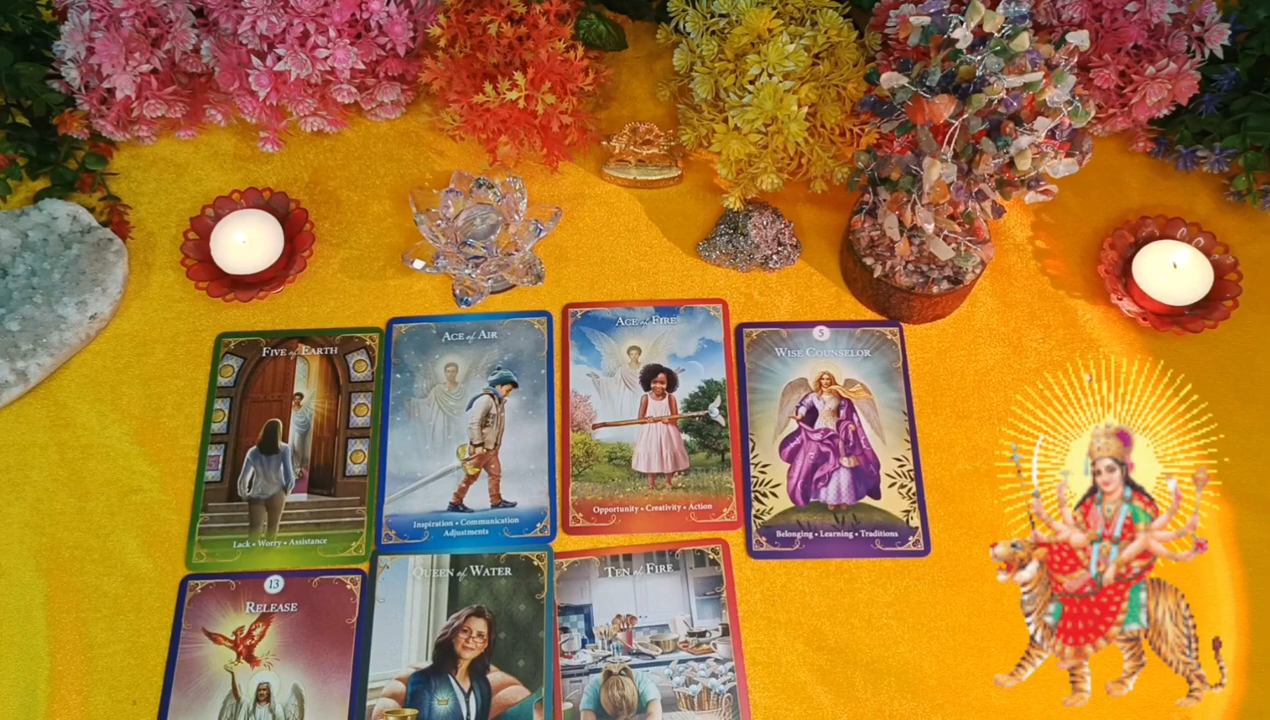 FIVE of EARTH
Lack • Worry • Assistance
ACE of AIR
Inspiration • Communication
Adjustments
ACE of FIRE
Opportunity • Creativity • Action
5
WISE COUNSELOR
Belonging • Learning • Traditions
13
RELEASE
QUEEN of WATER
TEN of FIRE